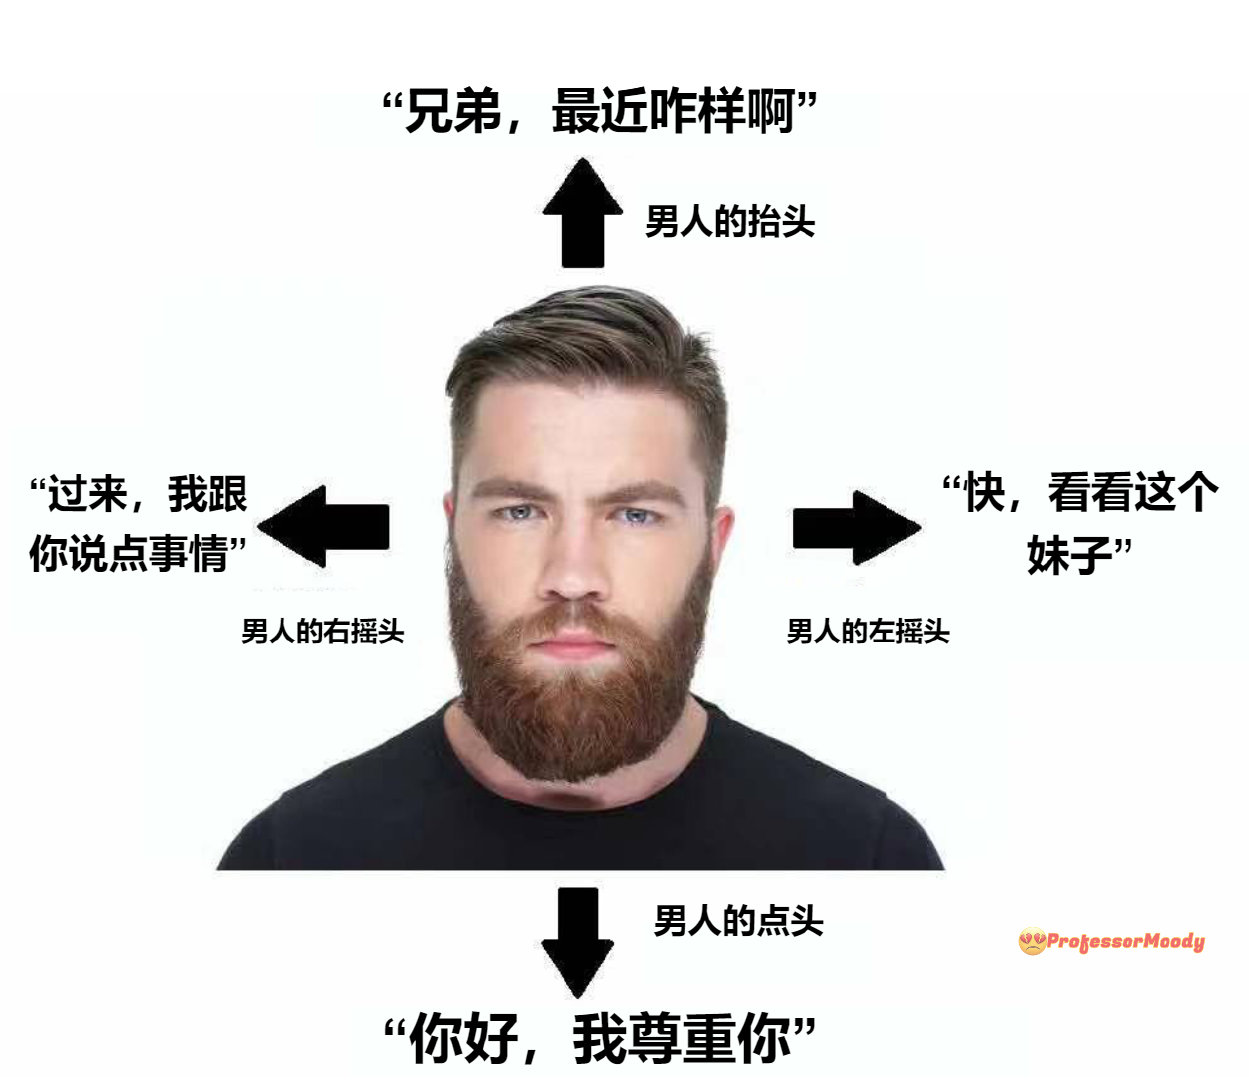 “兄弟，最近咋样啊”
男人的抬头
“过来，我跟
你说点事情”
男人的右摇头
“快，看看这个
妹子”
男人的左摇头
男人的点头
ProfessorMoody
“你好，我尊重你”